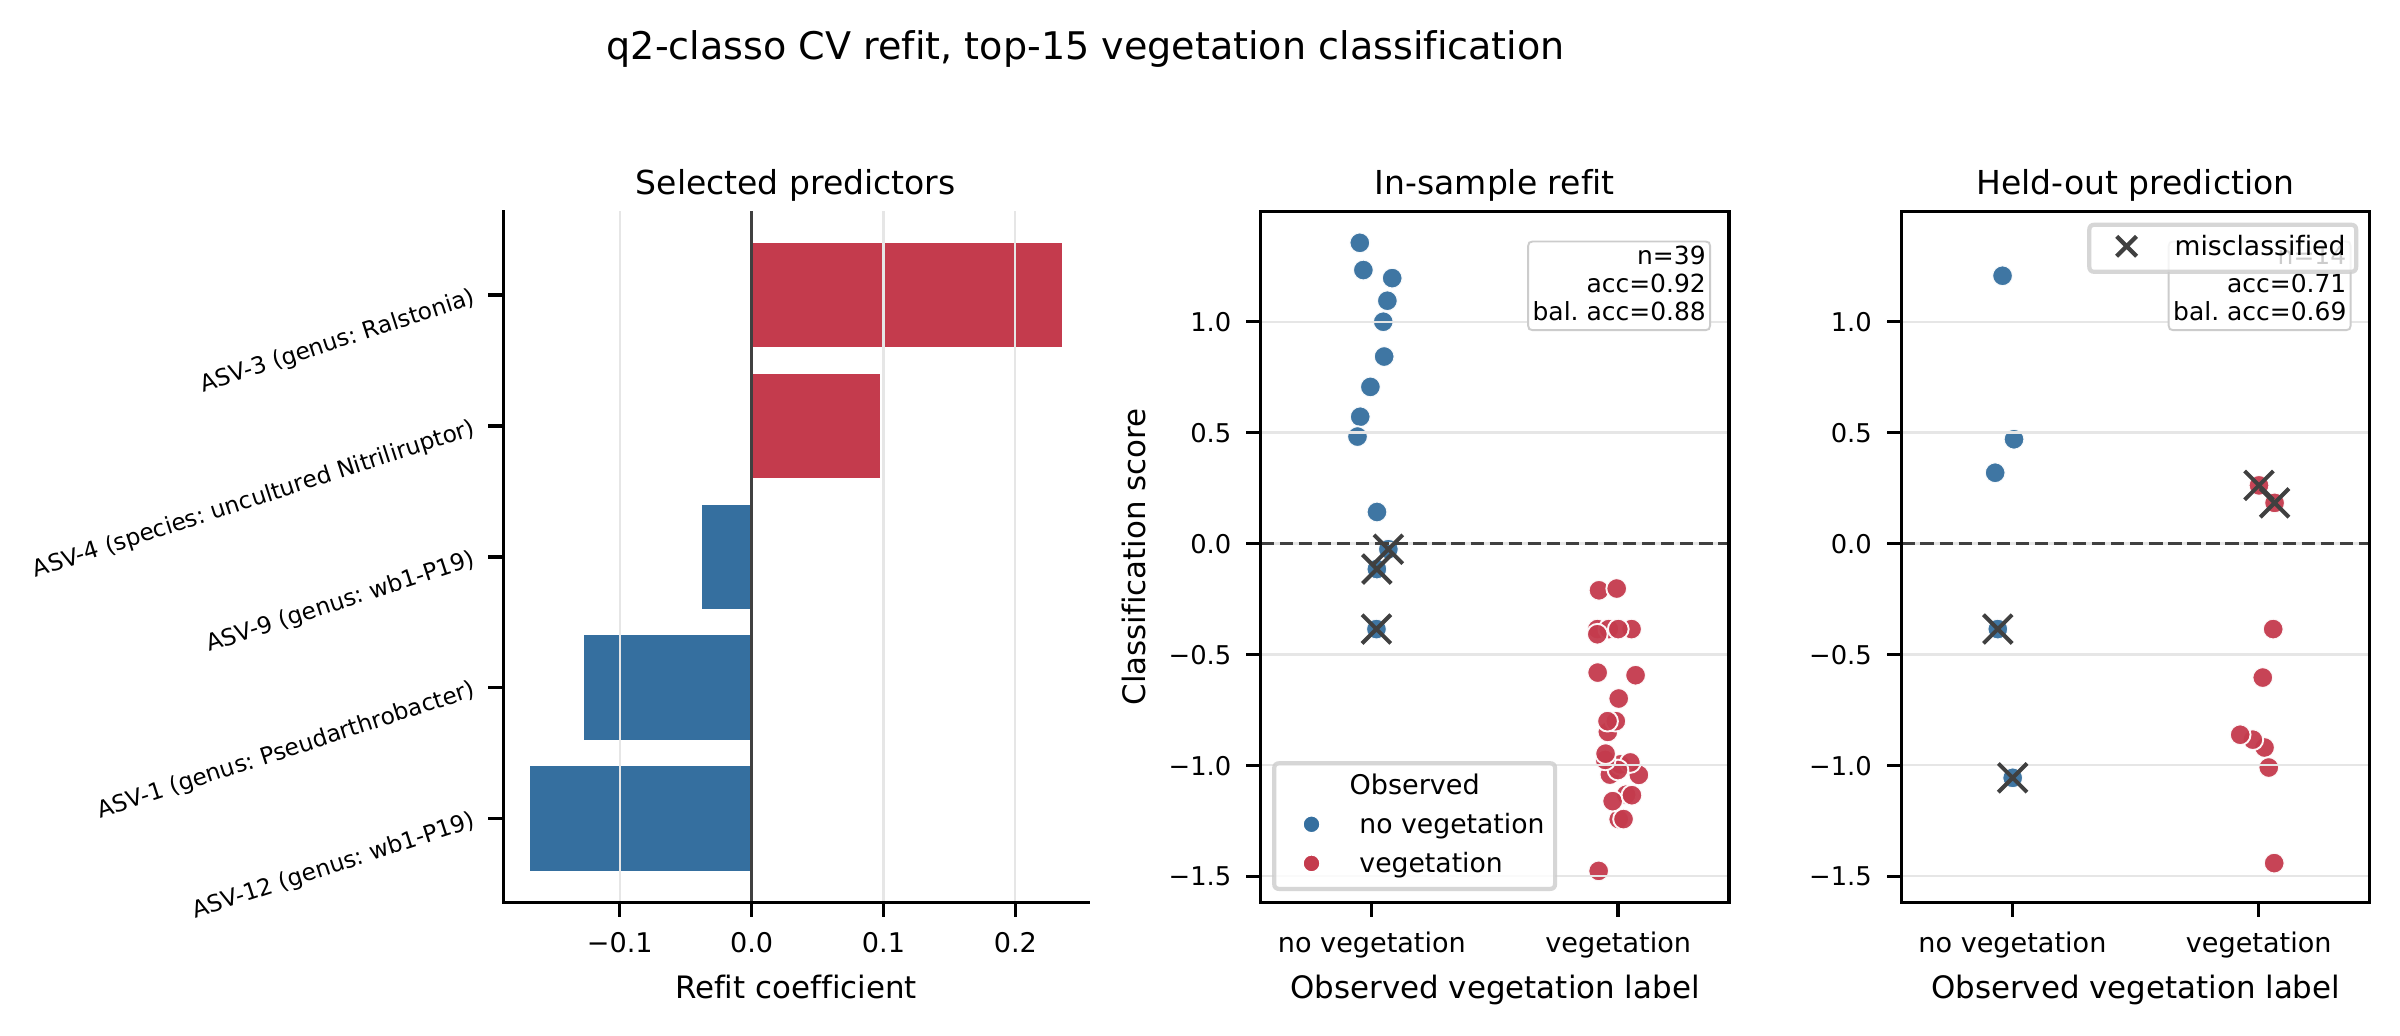 q2-classo CV refit, top-15 vegetation classification
Selected predictors
ASV-3 (genus: Ralstonia)
ASV-4 (species: uncultured Nitriliruptor)
ASV-9 (genus: wb1-P19)
ASV-1 (genus: Pseudarthrobacter)
ASV-12 (genus: wb1-P19)
−0.1
0.0
0.1
0.2
Refit coefficient
In-sample refit
Classification score
1.0
0.5
0.0
−0.5
−1.0
−1.5
n=39
acc=0.92
bal. acc=0.88
Observed
no vegetation
vegetation
no vegetation
vegetation
Observed vegetation label
Held-out prediction
misclassified
n=14
acc=0.71
bal. acc=0.69
1.0
0.5
0.0
−0.5
−1.0
−1.5
no vegetation
vegetation
Observed vegetation label